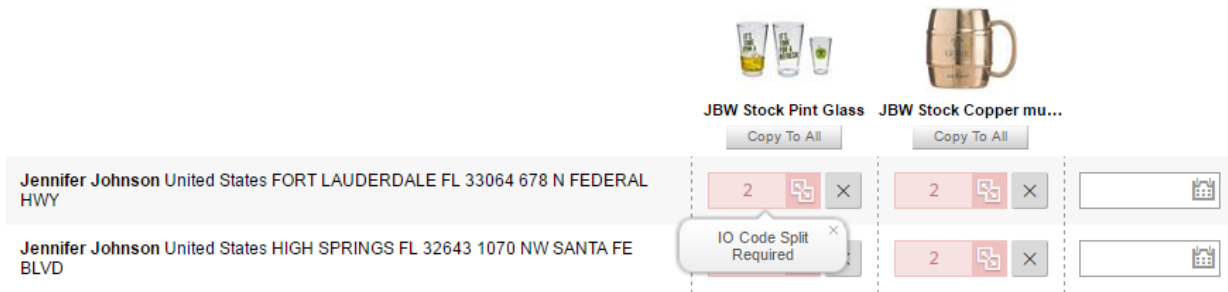 JBW Stock Pint Glass JBW Stock Copper mu...
Copy To All Copy To All
Jennifer Johnson United States FORT LAUDERDALE FL 33064 678 N FEDERAL
HWY
2 2
IO Code Split
Required
Jennifer Johnson United States HIGH SPRINGS FL 32643 1070 NW SANTA FE
BLVD
2